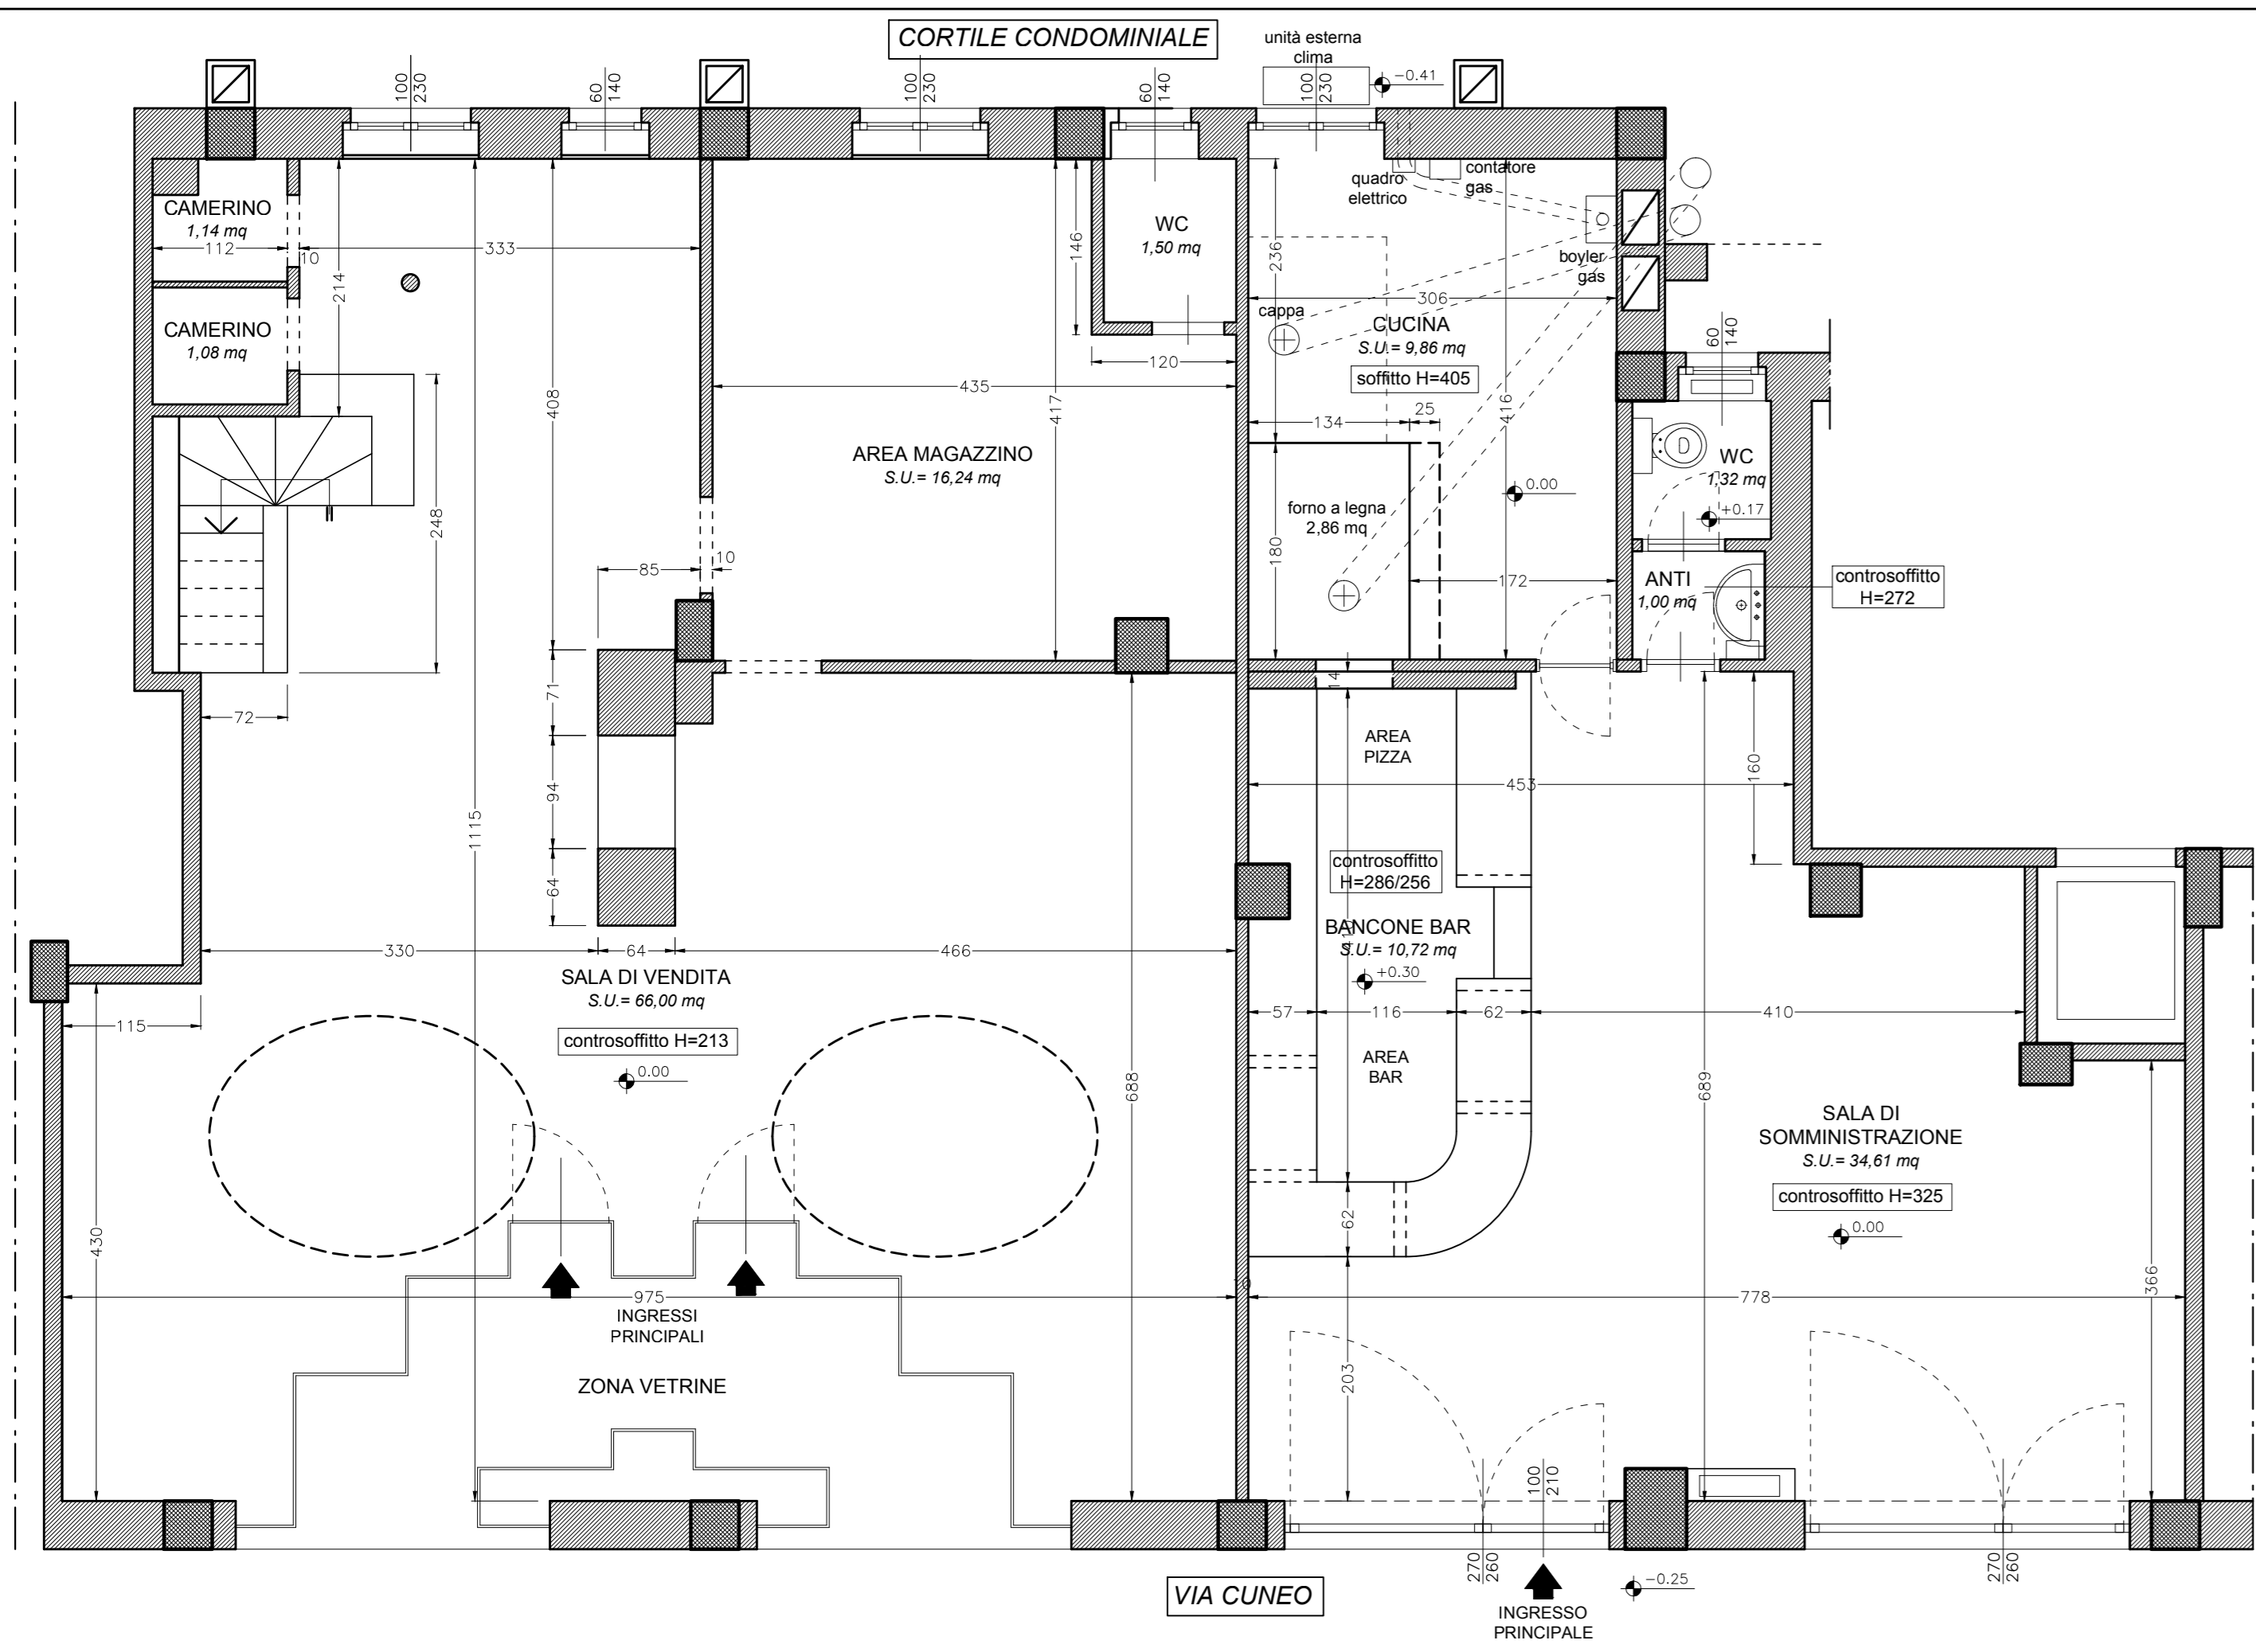 CORTILE CONDOMINIALE
unità esterna
clima
100
230
60
140
100
230
60
140
100
230
-0.41
CAMERINO
1,14 mq
112
10
333
214
CAMERINO
1,08 mq
408
248
72
85
10
71
94
64
1115
WC
1,50 mq
146
120
435
417
AREA MAGAZZINO
S.U.= 16,24 mq
quadro
elettrico
contatore
gas
boyler
gas
236
306
cappa
CUCINA
S.U.= 9,86 mq
soffitto H=405
134
25
416
0.00
forno a legna
2,86 mq
180
172
60
140
WC
1,32 mq
+0.17
ANTI
1,00 mq
controsoffitto
H=272
14
AREA
PIZZA
453
160
controsoffitto
H=286/256
BANCONE BAR
S.U.= 10,72 mq
+0.30
57
116
62
410
AREA
BAR
689
62
203
330
64
466
SALA DI VENDITA
S.U.= 66,00 mq
115
controsoffitto H=213
0.00
688
430
975
10
INGRESSI
PRINCIPALI
ZONA VETRINE
SALA DI
SOMMINISTRAZIONE
S.U.= 34,61 mq
controsoffitto H=325
0.00
366
778
100
210
270
260
270
260
-0.25
VIA CUNEO
INGRESSO
PRINCIPALE